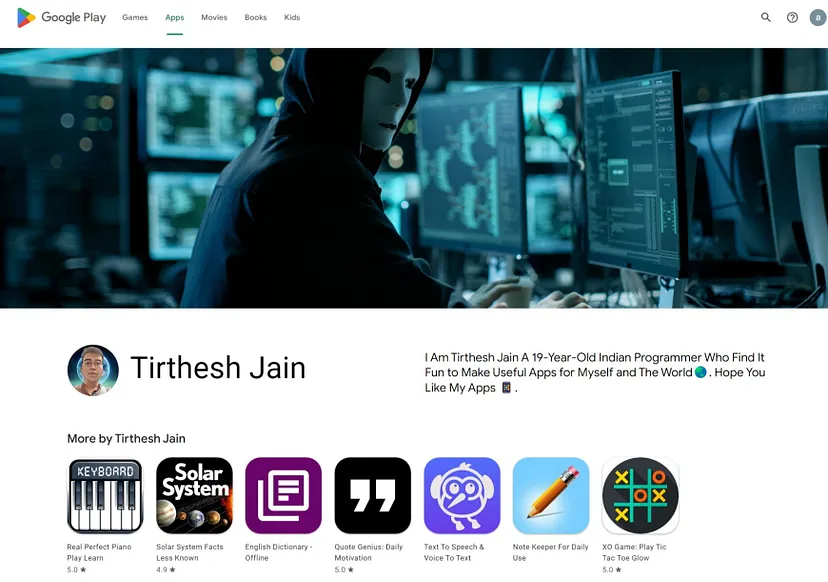 Google Play Games Apps Movies Books Kids a
Tirthesh Jain
I Am Tirthesh Jain A 19-Year-Old Indian Programmer Who Find It
Fun to Make Useful Apps for Myself and The World 🌏 . Hope You
Like My Apps 📱 .
More by Tirthesh Jain
KEYBOARD
Solar
System
Real Perfect Piano
Play Learn
5.0 ★
Solar System Facts
Less Known
4.9 ★
English Dictionary -
Offline
Quote Genius: Daily
Motivation
5.0 ★
Text To Speech &
Voice To Text
Note Keeper For Daily
Use
XO Game: Play Tic
Tac Toe Glow
5.0 ★